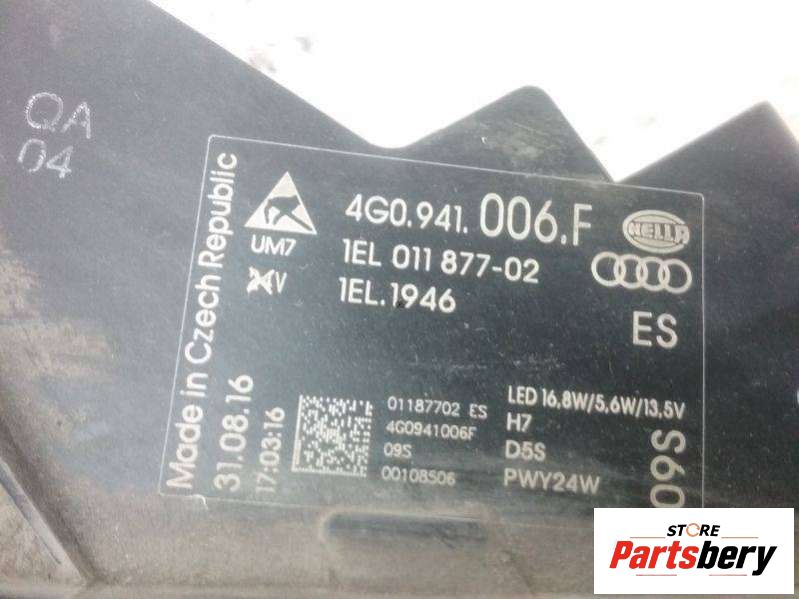 QA
04
Made in Czech Republic
31.08.16
17:03:16
UM7
4G0.941.006.F
1EL 011 877-02
1EL.1946
HELLA
ES
01187702 ES
4G0941006F
09S
00108506
LED 16,8W/5,6W/13,5V
H7
D5S
PWY24W
09S
STORE
Partsbery